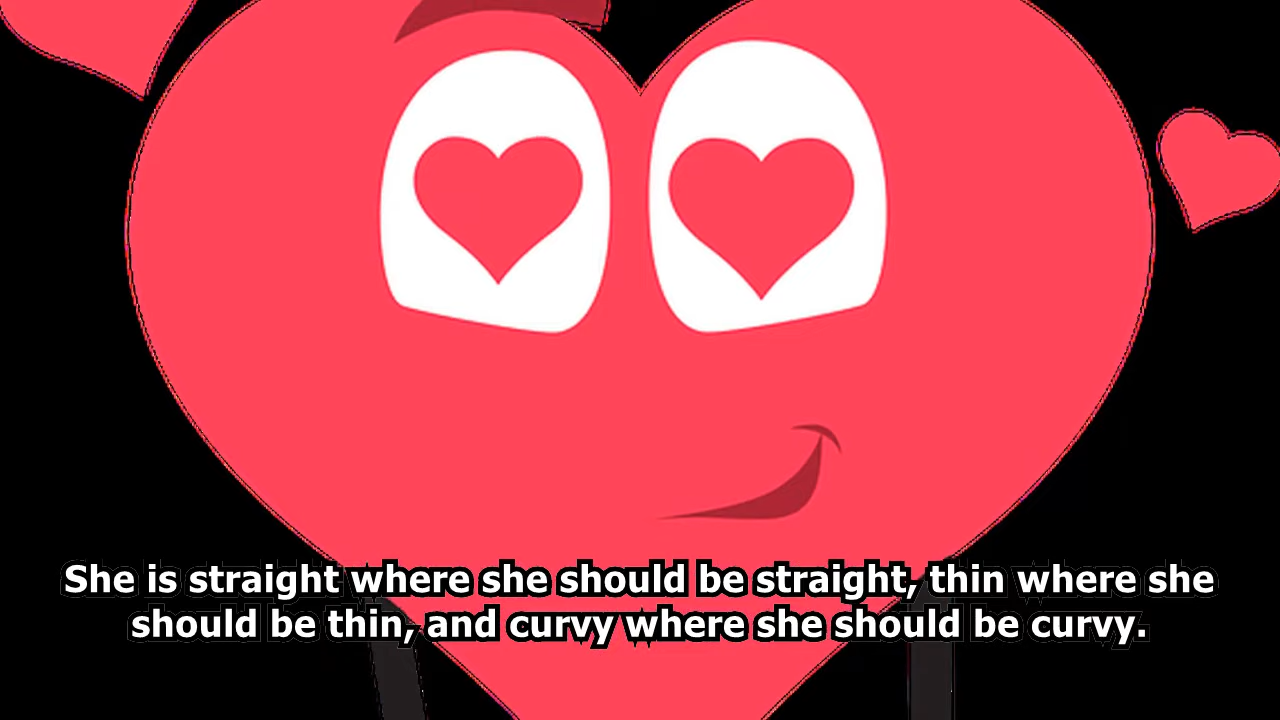 She is straight where she should be straight, thin where she
should be thin, and curvy where she should be curvy.